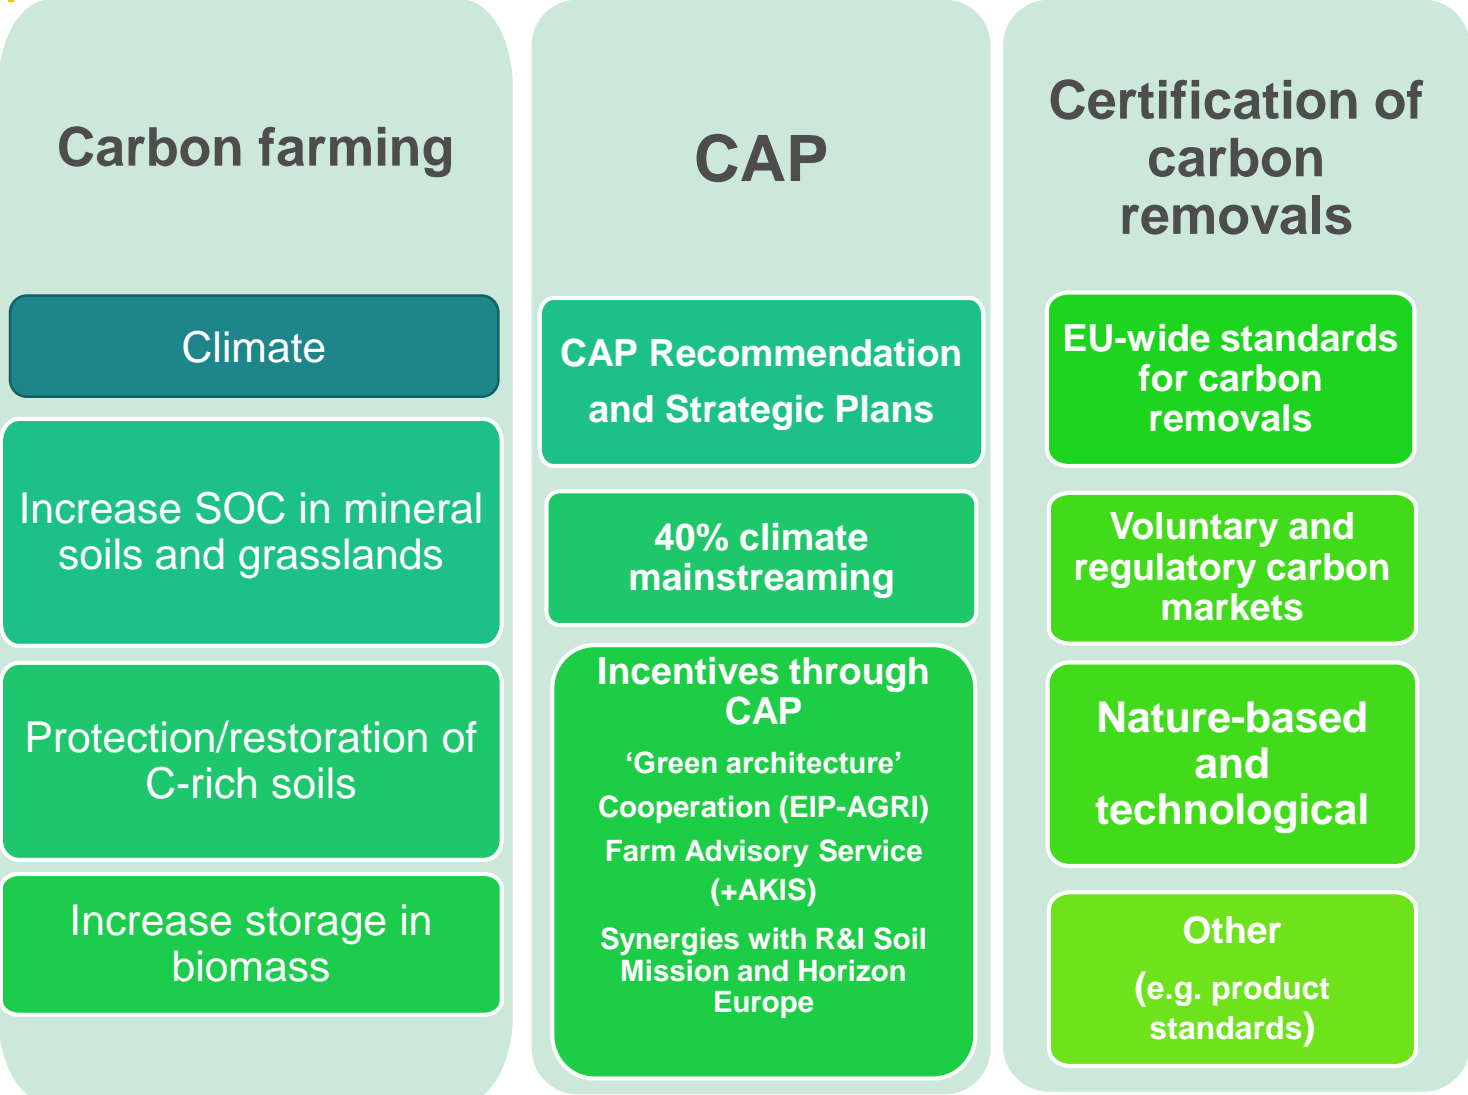 Carbon farming
Climate
Increase SOC in mineral
soils and grasslands
Protection/restoration of
C-rich soils
Increase storage in
biomass
CAP
CAP Recommendation
and Strategic Plans
40% climate
mainstreaming
Incentives through
CAP
‘Green architecture’
Cooperation (EIP-AGRI)
Farm Advisory Service
(+AKIS)
Synergies with R&I Soil
Mission and Horizon
Europe
Certification of
carbon
removals
EU-wide standards
for carbon
removals
Voluntary and
regulatory carbon
markets
Nature-based
and
technological
Other
(e.g. product
standards)